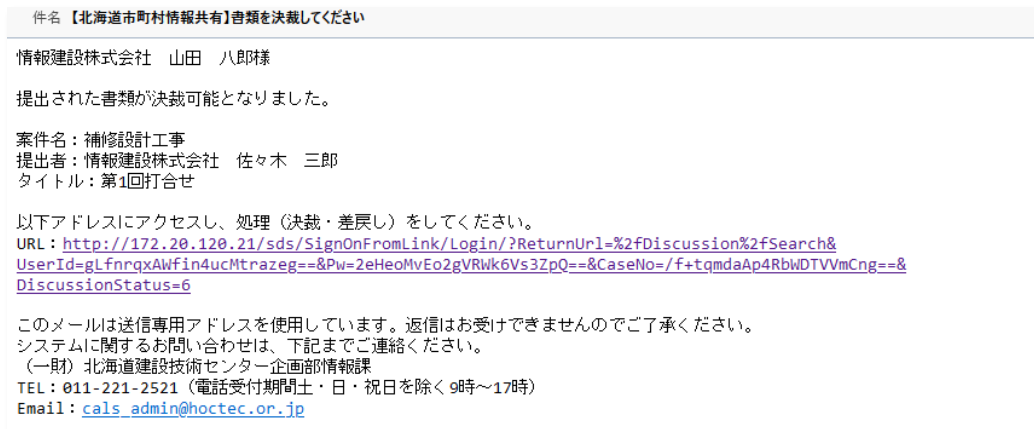 件名 【北海道市町村情報共有】書類を決裁してください
情報建設株式会社　山田　八郎様
提出された書類が決裁可能となりました。
案件名：補修設計工事
提出者：情報建設株式会社　佐々木　三郎
タイトル：第1回打合せ
以下アドレスにアクセスし、処理（決裁・差戻し）をしてください。
URL：http://172.20.120.21/sds/SignOnFromLink/Login/?ReturnUrl=%2fDiscussion%2fSearch&
UserId=gLfnrqxAWfin4ucMtrazeg==&Pw=2eHeoMvEo2gVRWk6Vs3ZpQ==&CaseNo=/f+tqmdaAp4RbWDTVVmCng==&
DiscussionStatus=6
このメールは送信専用アドレスを使用しています。返信はお受けできませんのでご了承ください。
システムに関するお問い合わせは、下記までご連絡ください。
（一財）北海道建設技術センター企画部情報課
TEL：011-221-2521（電話受付期間土・日・祝日を除く9時～17時）
Email：cals_admin@hoctec.or.jp